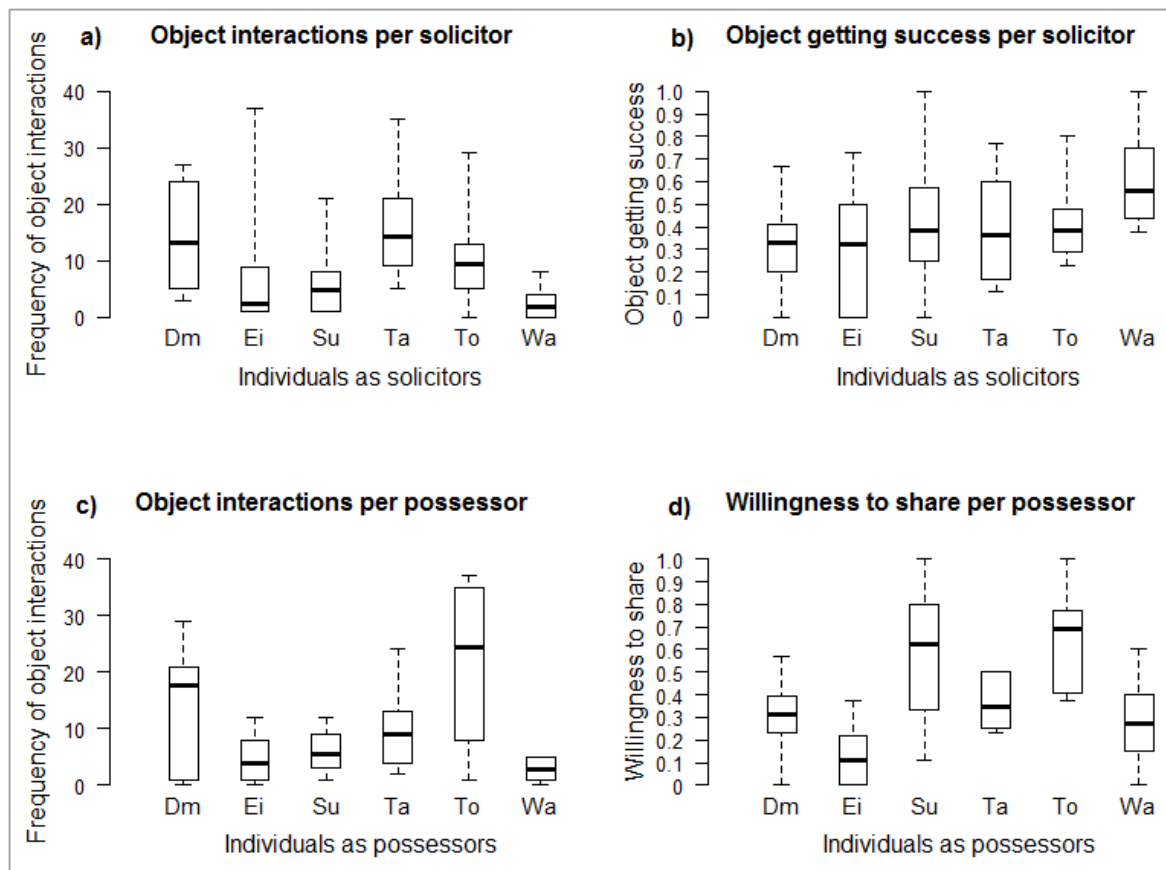 a) Object interactions per solicitor
Frequency of object interactions
40
30
20
10
0
Dm Ei Su Ta To Wa
Individuals as solicitors
b) Object getting success per solicitor
Object getting success
1.0
0.9
0.8
0.7
0.6
0.5
0.4
0.3
0.2
0.1
0
Dm Ei Su Ta To Wa
Individuals as solicitors
c) Object interactions per possessor
Frequency of object interactions
40
30
20
10
0
Dm Ei Su Ta To Wa
Individuals as possessors
d) Willingness to share per possessor
Willingness to share
1.0
0.9
0.8
0.7
0.6
0.5
0.4
0.3
0.2
0.1
0
Dm Ei Su Ta To Wa
Individuals as possessors